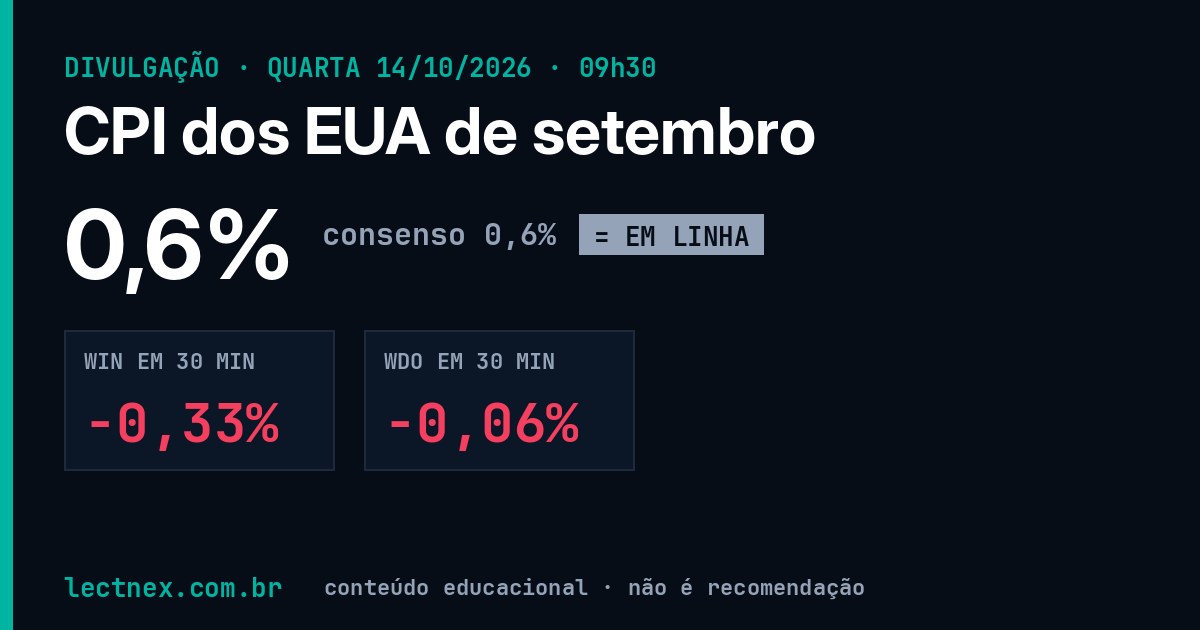 DIVULGAÇÃO · QUARTA 14/10/2026 · 09h30
CPI dos EUA de setembro
0,6% consenso 0,6% = EM LINHA
WIN EM 30 MIN
-0,33%
WDO EM 30 MIN
-0,06%
lectnex.com.br conteúdo educacional · não é recomendação